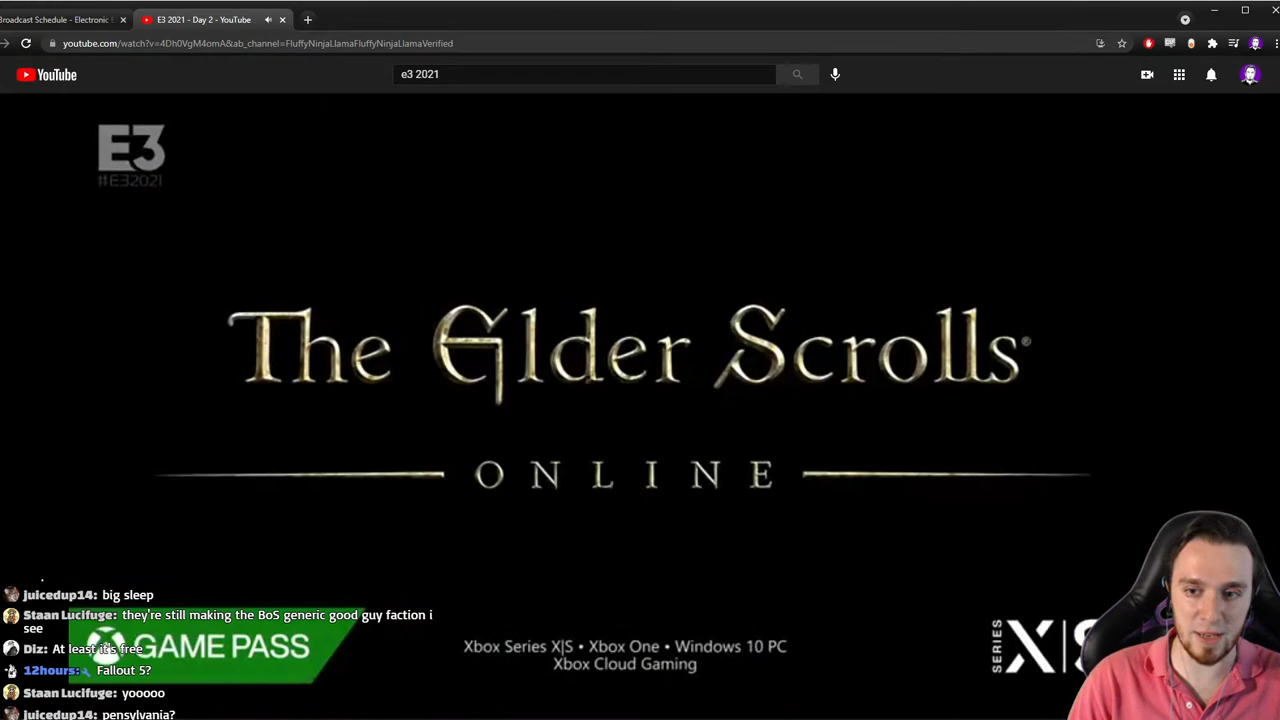 Broadcast Schedule - Electronic E
E3 2021 - Day 2 - YouTube
youtube.com/watch?v=4Dh0VgM4omA&ab_channel=FluffyNinjaLlamaFluffyNinjaLlamaVerified
YouTube
e3 2021
E3
#E32021
The Elder Scrolls®
ONLINE
juicedup14: big sleep
Staan Lucifuge: they're still making the BoS generic good guy faction i
see
Diz: At least it's free
12hours: Fallout 5?
Staan Lucifuge: yooooo
juicedup14: pensylvania?
GAME PASS
Xbox Series X|S • Xbox One • Windows 10 PC
Xbox Cloud Gaming
SERIES X|S